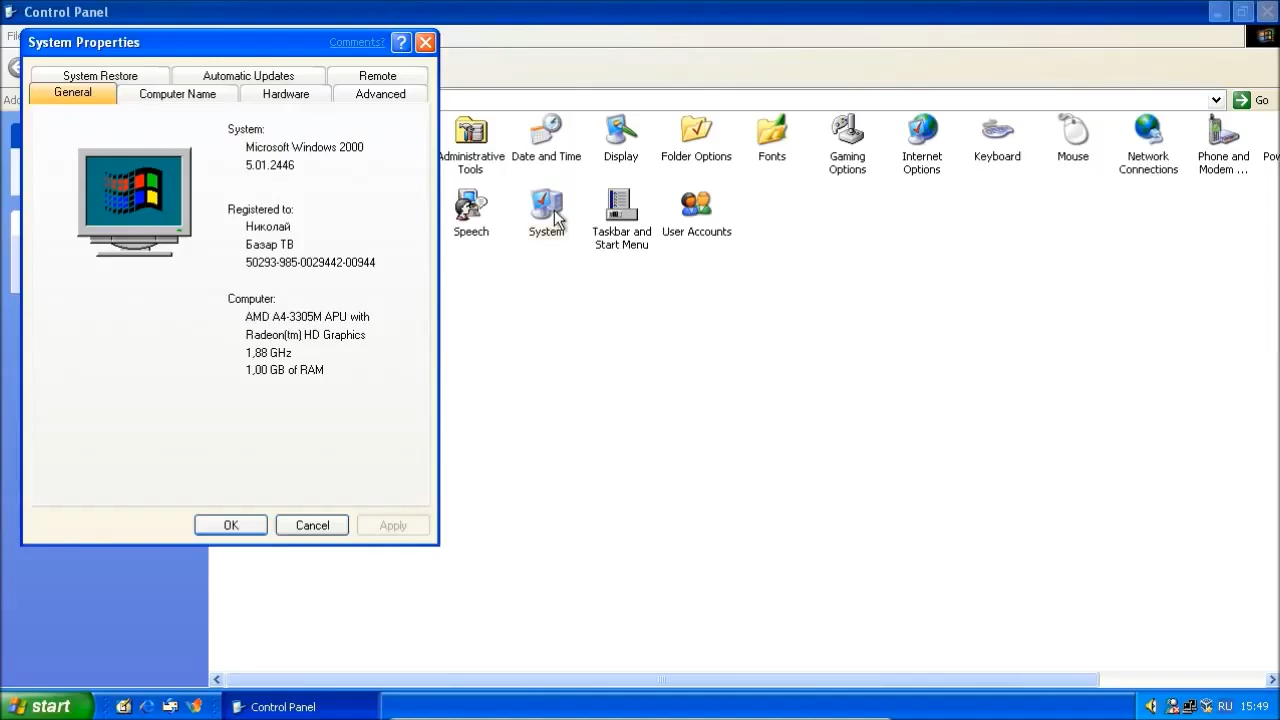 Control Panel
System Properties
Comments?
System Restore
Automatic Updates
Remote
General
Computer Name
Hardware
Advanced
System:
Microsoft Windows 2000
5.01.2446
Registered to:
Николай
Базар ТВ
50293-985-0029442-00944
Computer:
AMD A4-3305M APU with
Radeon(tm) HD Graphics
1,88 GHz
1,00 GB of RAM
OK
Cancel
Apply
Go
Administrative
Tools
Date and Time
Display
Folder Options
Fonts
Gaming
Options
Internet
Options
Keyboard
Mouse
Network
Connections
Phone and
Modem ...
Speech
System
Taskbar and
Start Menu
User Accounts
start
Control Panel
RU
15:49